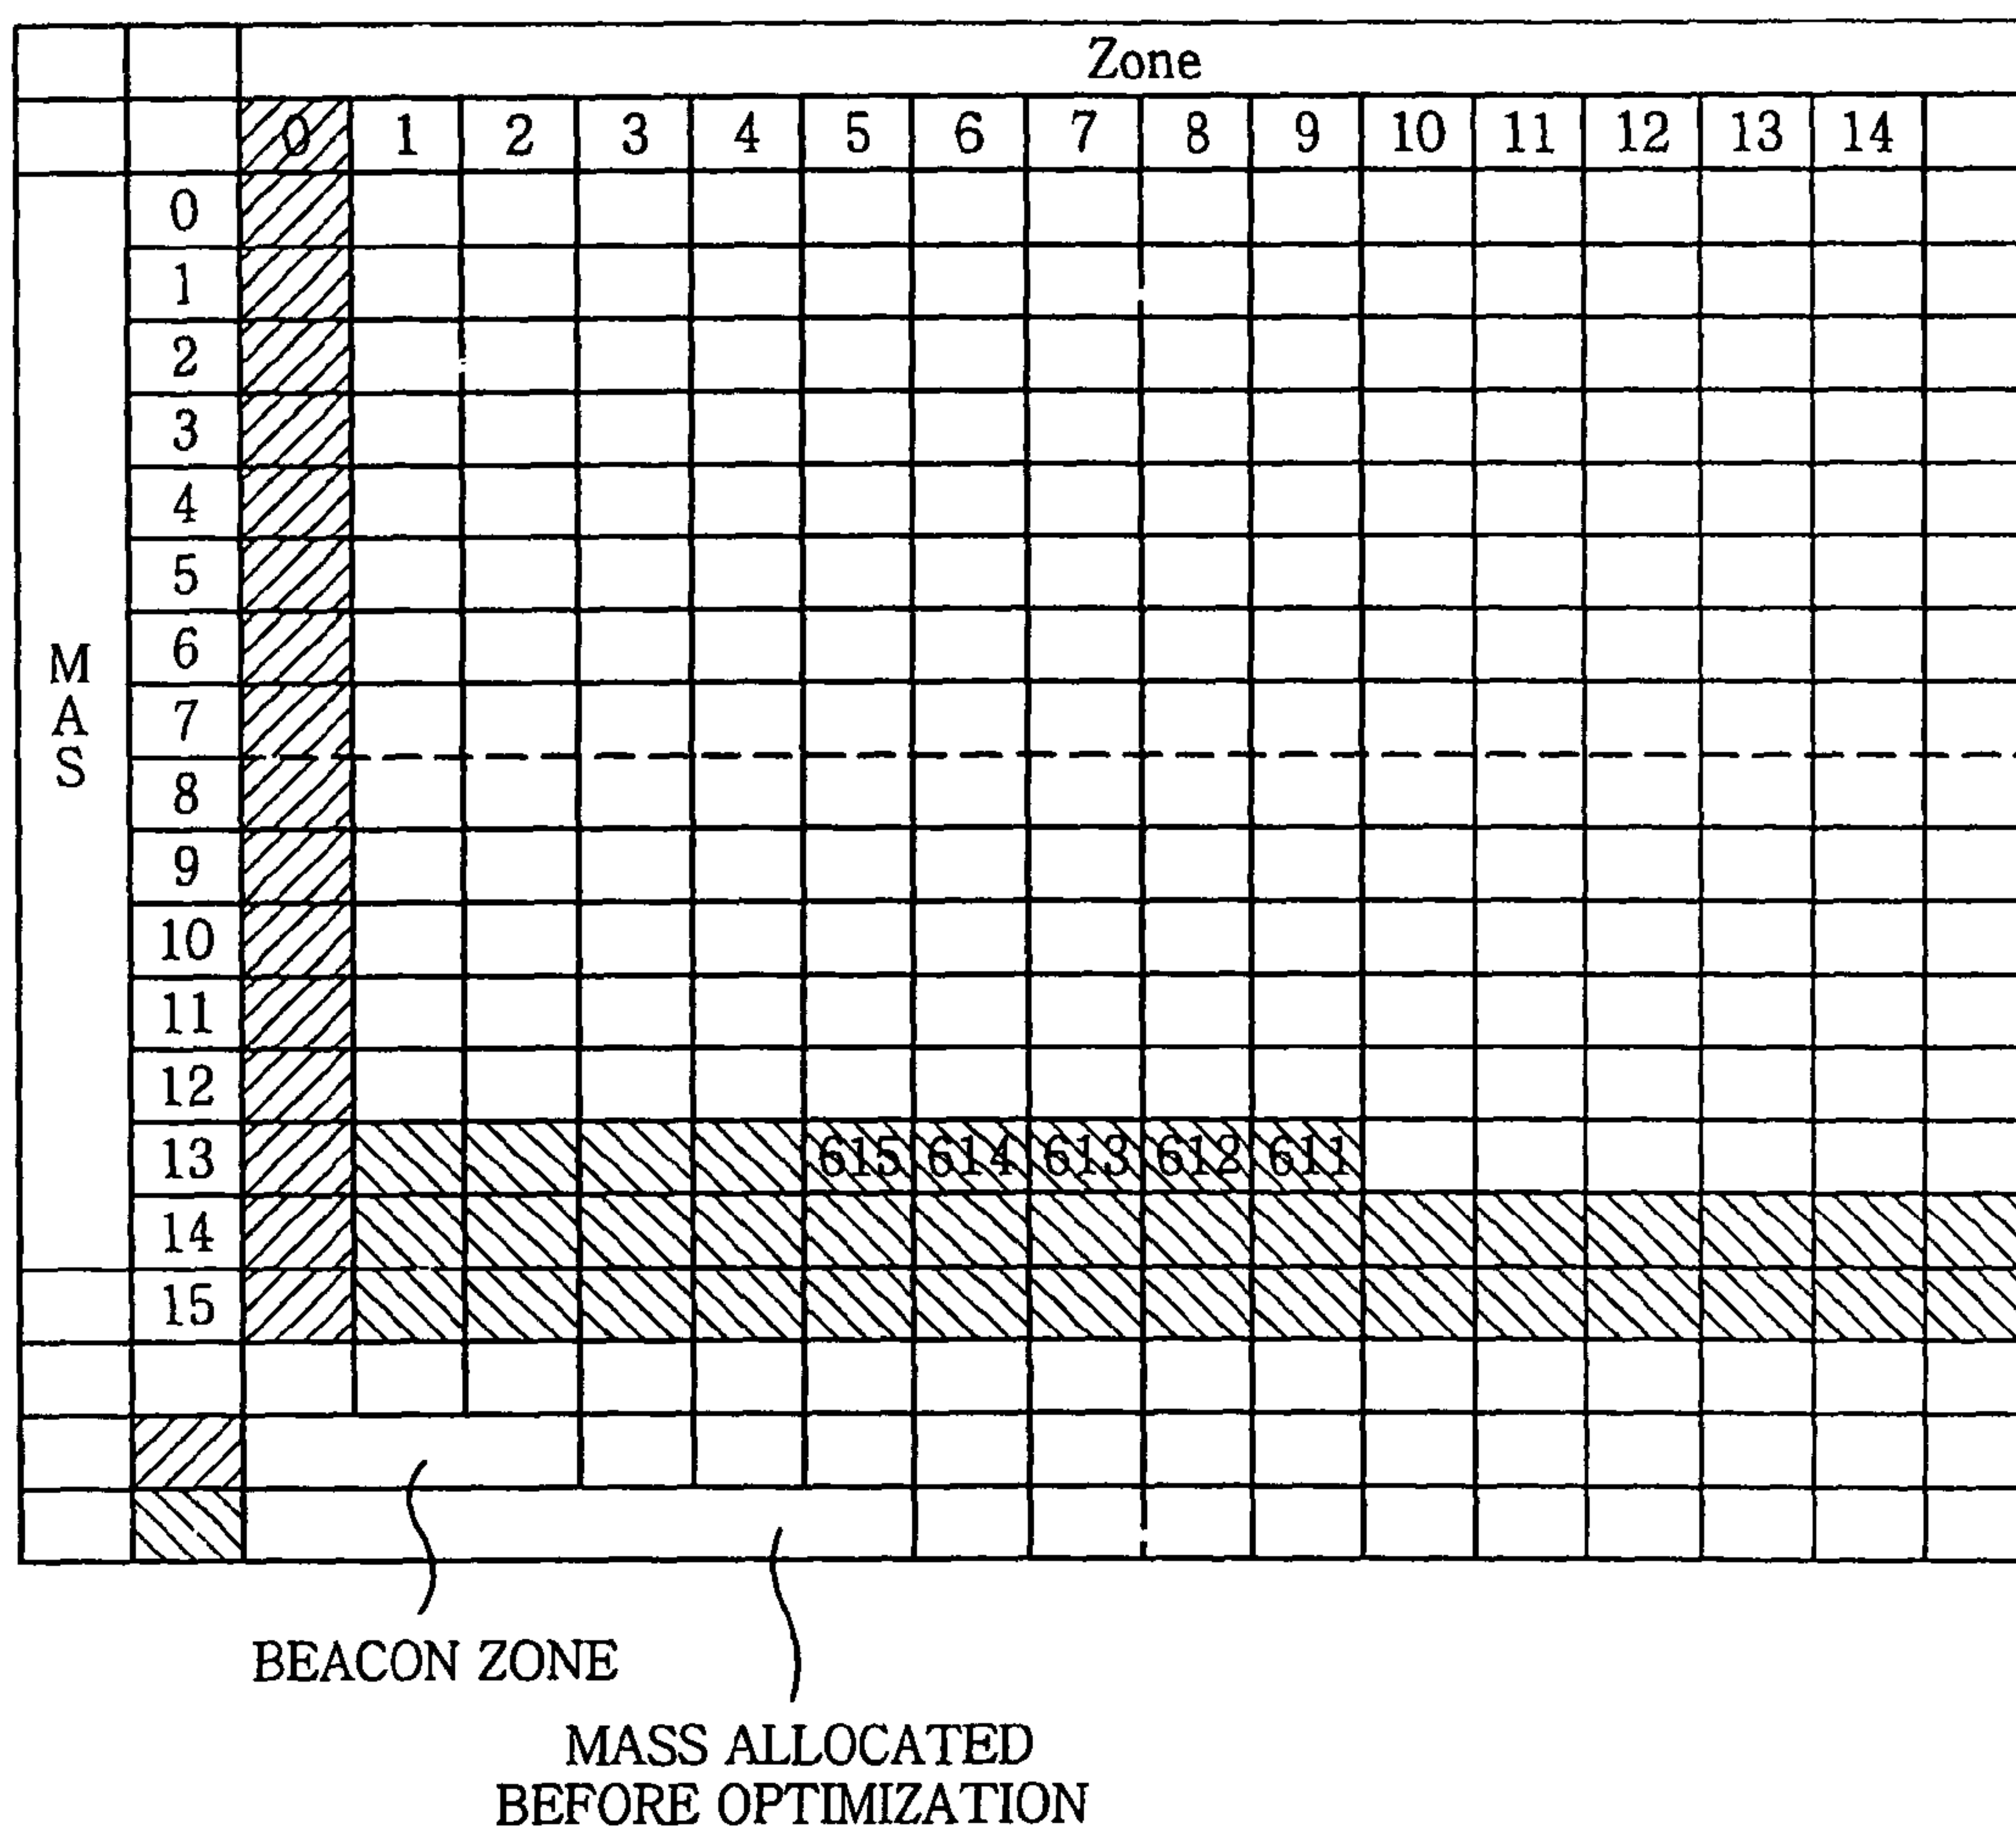 Zone
0 1 2 3 4 5 6 7 8 9 10 11 12 13 14
MAS
0
1
2
3
4
5
6
7
8
9
10
11
12
13 615 614 613 612 611
14
15
BEACON ZONE
MASS ALLOCATED
BEFORE OPTIMIZATION